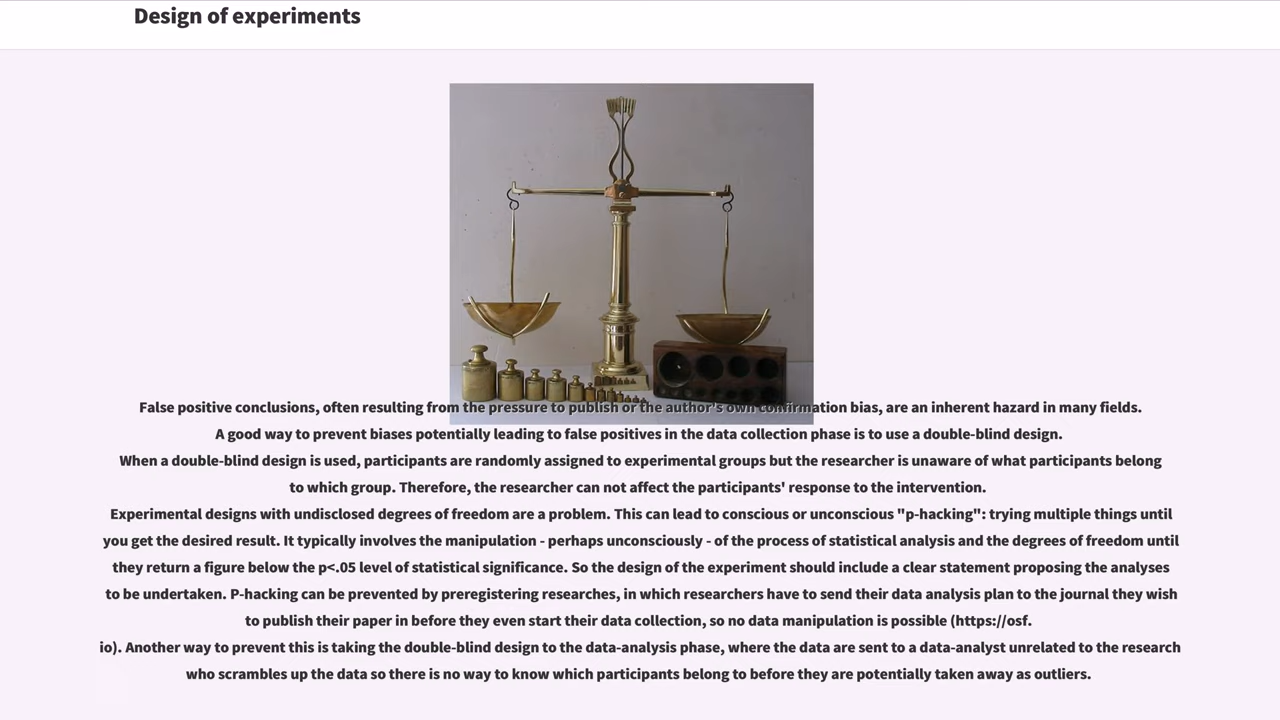 Design of experiments
False positive conclusions, often resulting from the pressure to publish or the author's own confirmation bias, are an inherent hazard in many fields.
A good way to prevent biases potentially leading to false positives in the data collection phase is to use a double-blind design.
When a double-blind design is used, participants are randomly assigned to experimental groups but the researcher is unaware of what participants belong
to which group. Therefore, the researcher can not affect the participants' response to the intervention.
Experimental designs with undisclosed degrees of freedom are a problem. This can lead to conscious or unconscious "p-hacking": trying multiple things until
you get the desired result. It typically involves the manipulation - perhaps unconsciously - of the process of statistical analysis and the degrees of freedom until
they return a figure below the p<.05 level of statistical significance. So the design of the experiment should include a clear statement proposing the analyses
to be undertaken. P-hacking can be prevented by preregistering researches, in which researchers have to send their data analysis plan to the journal they wish
to publish their paper in before they even start their data collection, so no data manipulation is possible (https://osf.
io). Another way to prevent this is taking the double-blind design to the data-analysis phase, where the data are sent to a data-analyst unrelated to the research
who scrambles up the data so there is no way to know which participants belong to before they are potentially taken away as outliers.